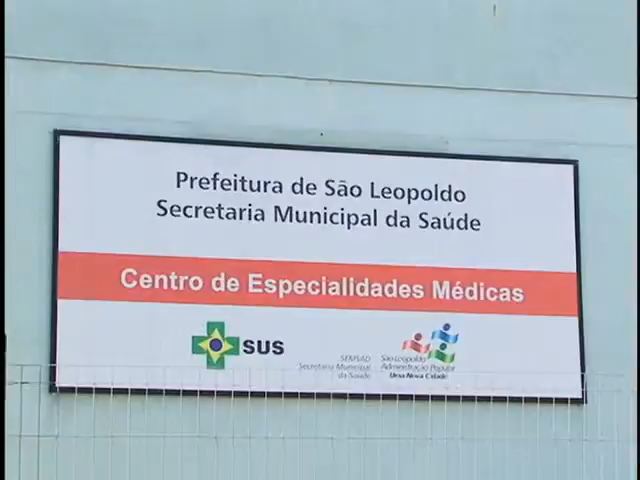 Prefeitura de São Leopoldo
Secretaria Municipal da Saúde
Centro de Especialidades Médicas
SUS
Secretaria Municipal
da Saúde
São Leopoldo
Administração Popular
Uma Nova Cidade